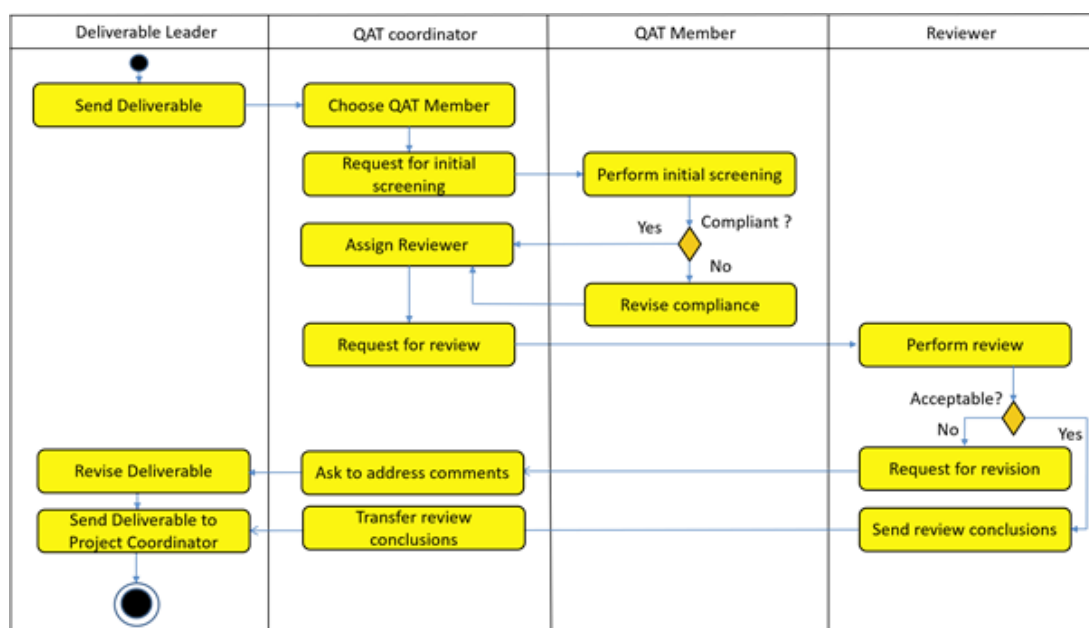 Deliverable Leader
QAT coordinator
QAT Member
Reviewer
Send Deliverable
Choose QAT Member
Request for initial
screening
Perform initial screening
Compliant ?
Yes
No
Assign Reviewer
Revise compliance
Request for review
Perform review
Acceptable?
No
Yes
Revise Deliverable
Ask to address comments
Request for revision
Send Deliverable to
Project Coordinator
Transfer review
conclusions
Send review conclusions